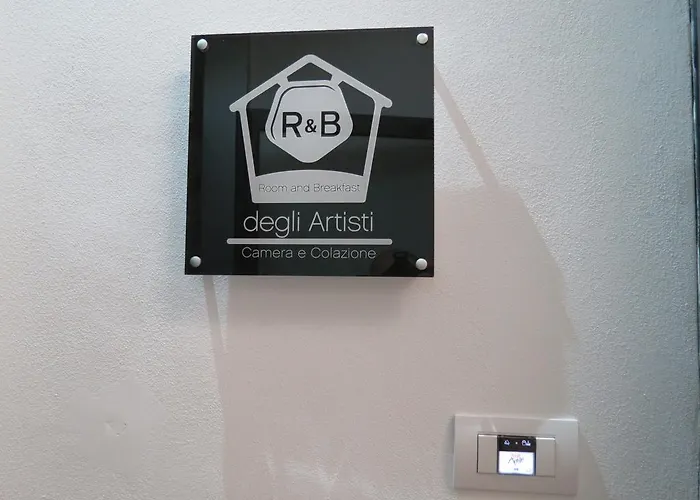 R&B
Room and Breakfast
degli Artisti
Camera e Colazione